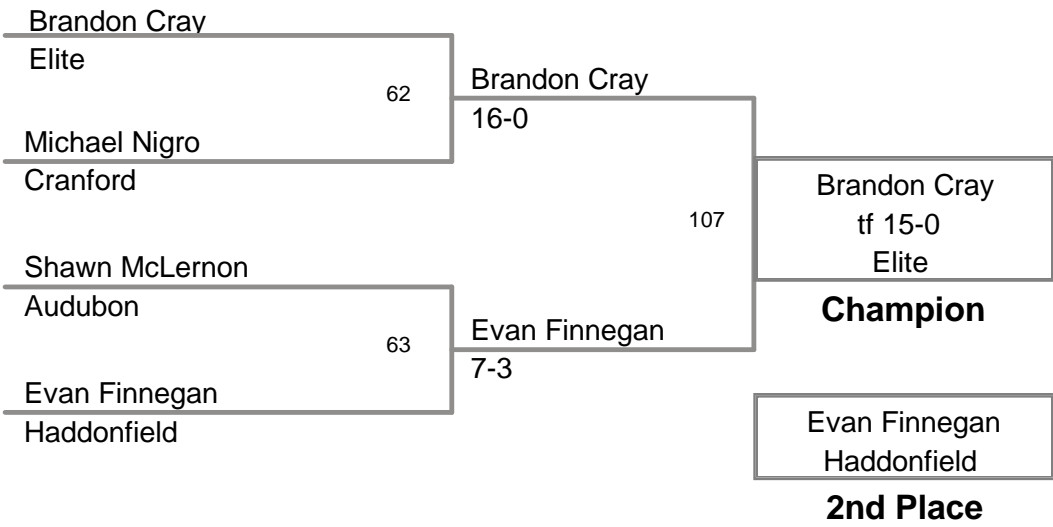 Brandon Cray
Elite
62
Michael Nigro
Cranford
Brandon Cray
16-0
Shawn McLernon
Audubon
63
Evan Finnegan
Haddonfield
Evan Finnegan
7-3
107
Brandon Cray
tf 15-0
Elite
Champion
Evan Finnegan
Haddonfield
2nd Place